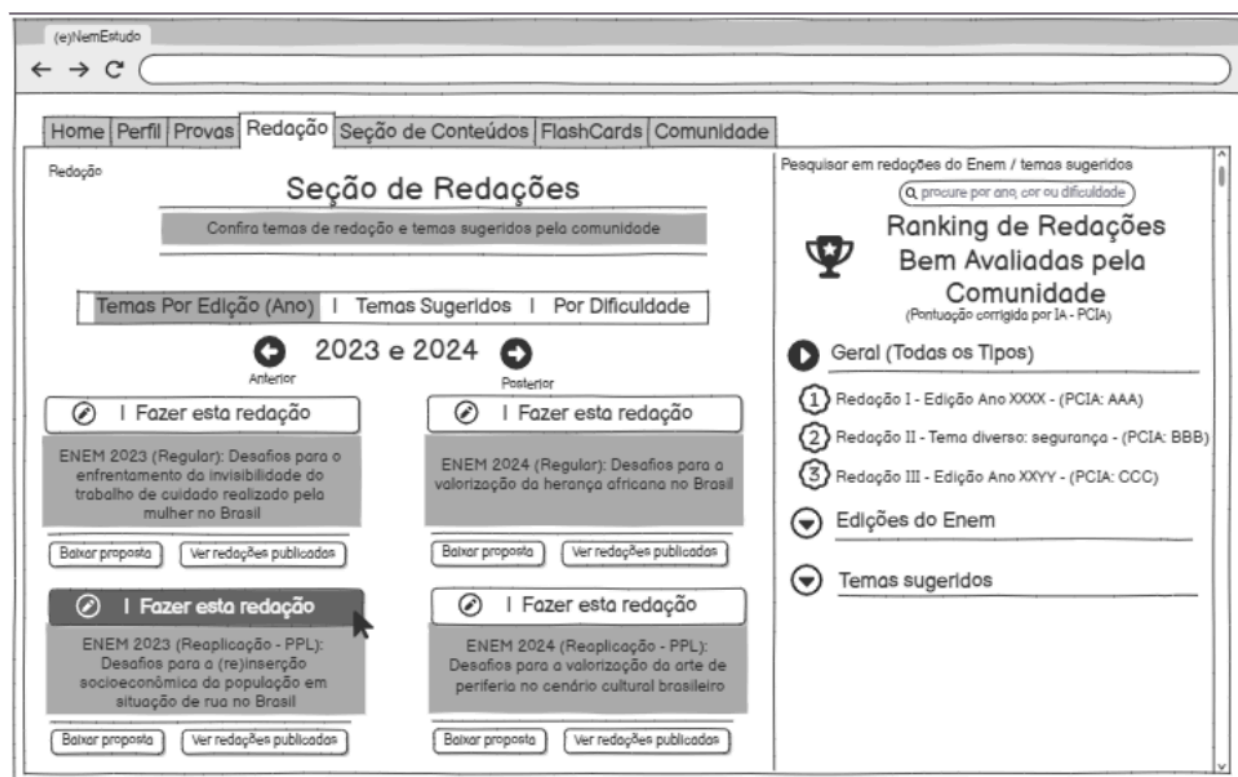 (e)NemEstudo
Home Perfil Provas Redação Seção de Conteúdos FlashCards Comunidade
Redação
Seção de Redações
Confira temas de redação e temas sugeridos pela comunidade
Temas Por Edição (Ano) | Temas Sugeridos | Por Dificuldade
2023 e 2024
Anterior
Posterior
| Fazer esta redação
ENEM 2023 (Regular): Desafios para o
enfrentamento da invisibilidade do
trabalho de cuidado realizado pela
mulher no Brasil
Baixar proposta
Ver redações publicadas
| Fazer esta redação
ENEM 2024 (Regular): Desafios para a
valorização da herança africana no Brasil
Baixar proposta
Ver redações publicadas
| Fazer esta redação
ENEM 2023 (Reaplicação - PPL):
Desafios para a (re)inserção
socioeconômica da população em
situação de rua no Brasil
Baixar proposta
Ver redações publicadas
| Fazer esta redação
ENEM 2024 (Reaplicação - PPL):
Desafios para a valorização da arte de
periferia no cenário cultural brasileiro
Baixar proposta
Ver redações publicadas
Pesquisar em redações do Enem / temas sugeridos
procure por ano, cor ou dificuldade
Ranking de Redações
Bem Avaliadas pela
Comunidade
(Pontuação corrigida por IA - PCIA)
Geral (Todas os Tipos)
1 Redação I - Edição Ano XXXX - (PCIA: AAA)
2 Redação II - Tema diverso: segurança - (PCIA: BBB)
3 Redação III - Edição Ano XXYY - (PCIA: CCC)
Edições do Enem
Temas sugeridos